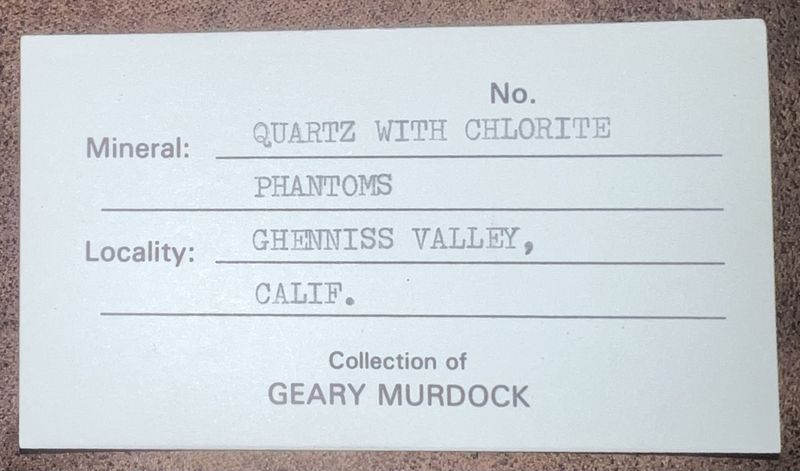 No.
Mineral: QUARTZ WITH CHLORITE
PHANTOMS
Locality: GHENNISS VALLEY,
CALIF.
Collection of
GEARY MURDOCK